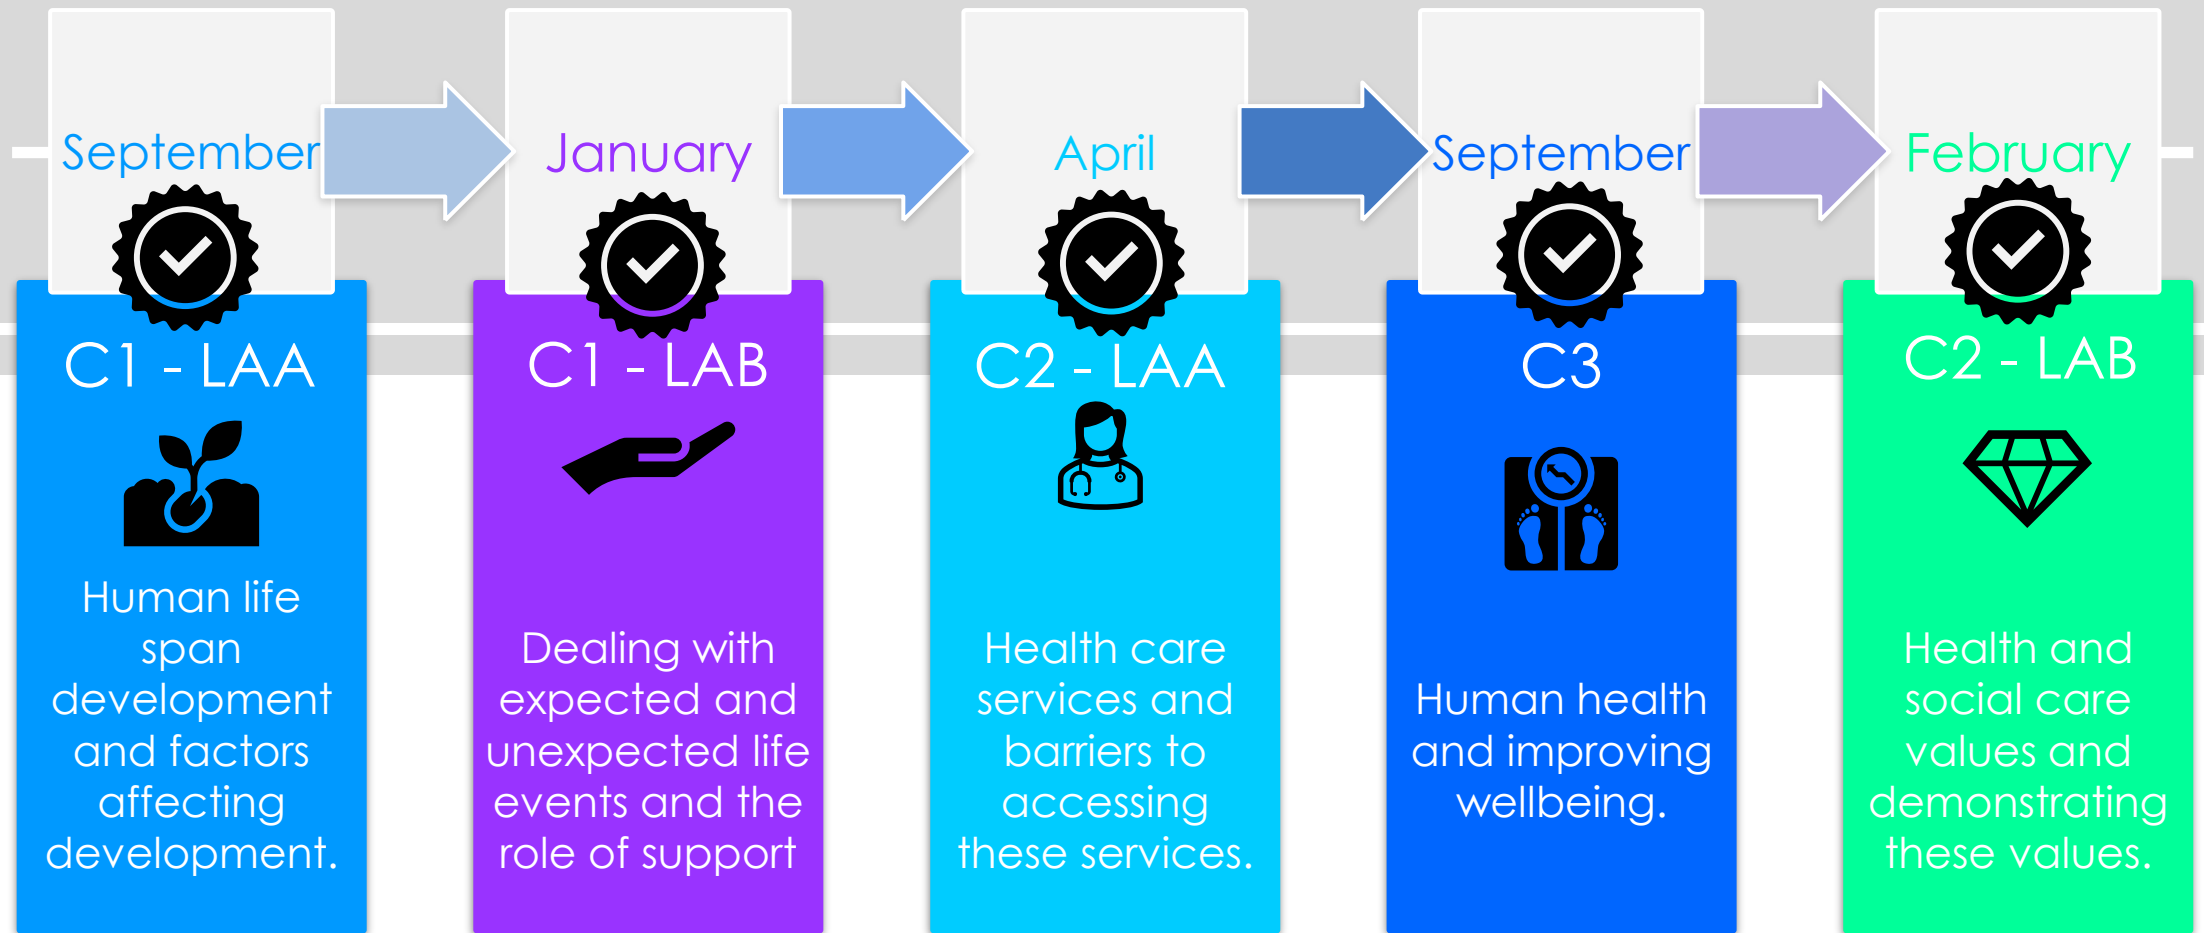 September
January
April
September
February
C1 - LAA
Human life
span
development
and factors
affecting
development.
C1 - LAB
Dealing with
expected and
unexpected life
events and the
role of support
C2 - LAA
Health care
services and
barriers to
accessing
these services.
C3
Human health
and improving
wellbeing.
C2 - LAB
Health and
social care
values and
demonstrating
these values.